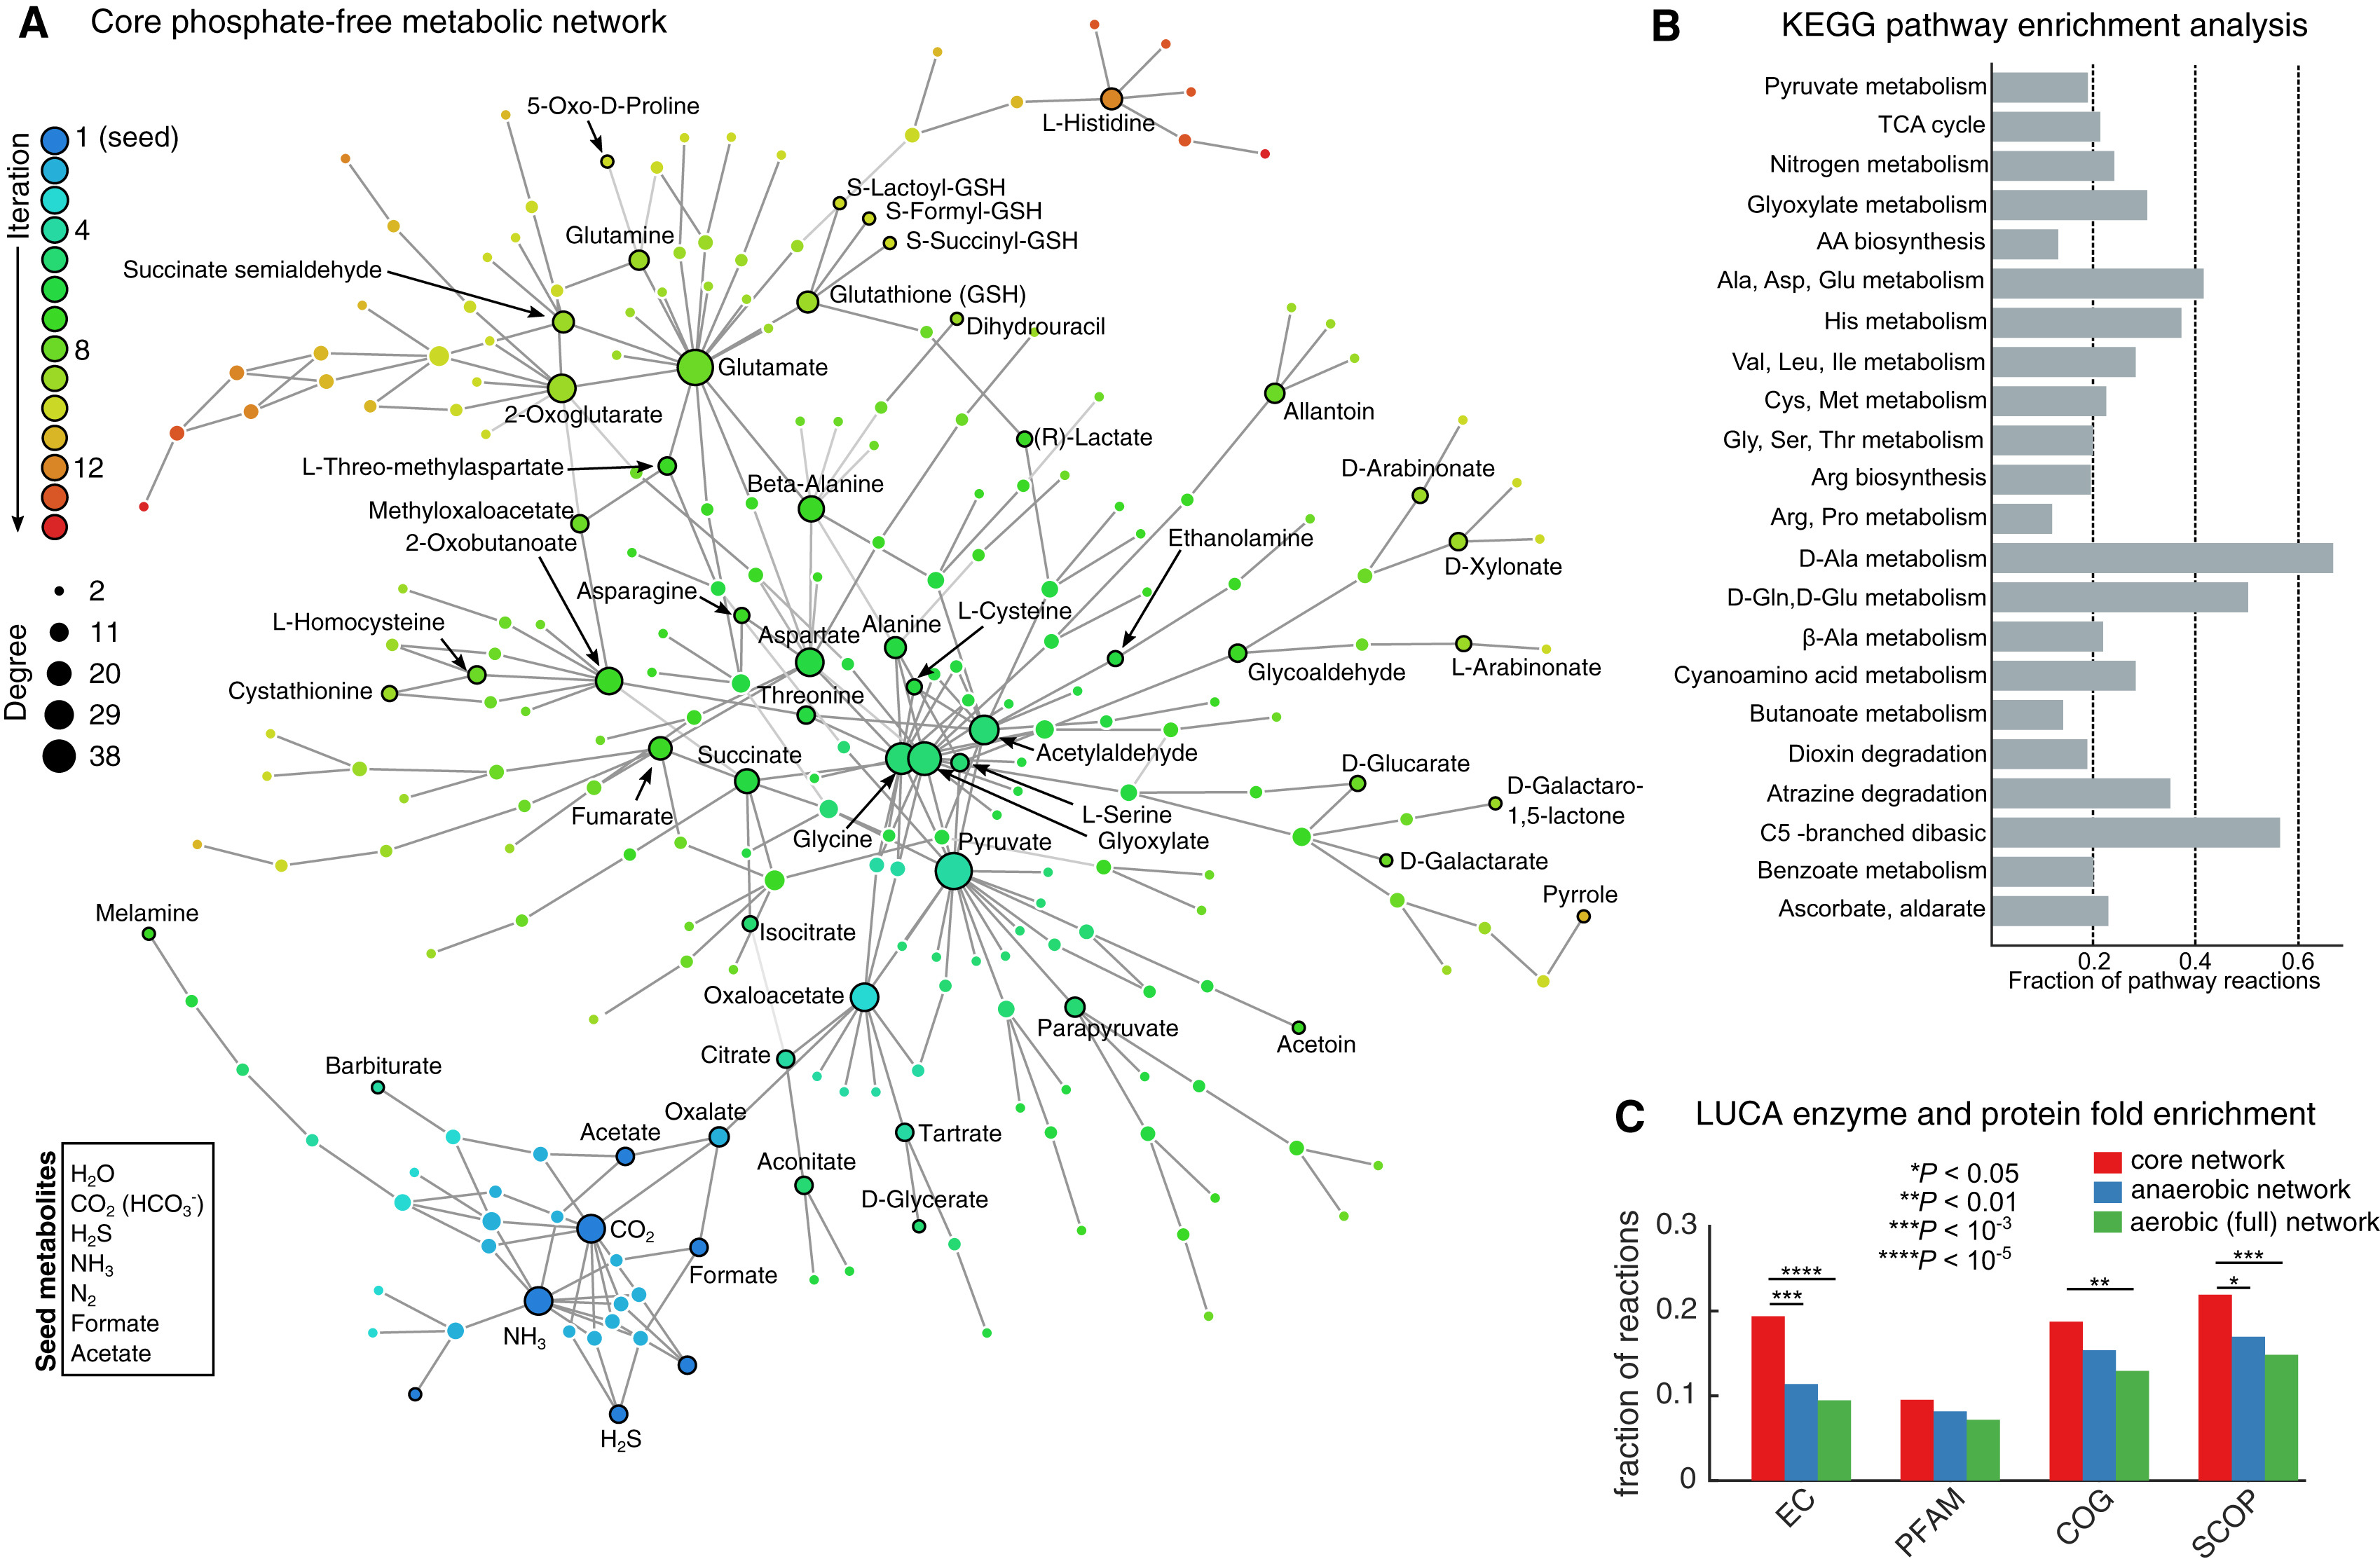 A Core phosphate-free metabolic network
Iteration
1 (seed)
4
8
12
Degree
2
11
20
29
38
5-Oxo-D-Proline
L-Histidine
S-Lactoyl-GSH
S-Formyl-GSH
S-Succinyl-GSH
Glutamine
Succinate semialdehyde
Glutathione (GSH)
Dihydrouracil
Glutamate
2-Oxoglutarate
Allantoin
(R)-Lactate
L-Threo-methylaspartate
Beta-Alanine
D-Arabinonate
Methyloxaloacetate
2-Oxobutanoate
Ethanolamine
D-Xylonate
Asparagine
L-Homocysteine
Aspartate
Alanine
L-Cysteine
Cystathionine
Threonine
Glycoaldehyde
L-Arabinonate
Succinate
Acetylaldehyde
D-Glucarate
D-Galactaro-
1,5-lactone
Fumarate
Glycine
L-Serine
Glyoxylate
Pyruvate
D-Galactarate
Pyrrole
Melamine
Isocitrate
Oxaloacetate
Parapyruvate
Acetoin
Citrate
Barbiturate
Oxalate
Acetate
Tartrate
Aconitate
D-Glycerate
CO2
Formate
NH3
H2S
Seed metabolites
H2O
CO2 (HCO3-)
H2S
NH3
N2
Formate
Acetate
B KEGG pathway enrichment analysis
Pyruvate metabolism
TCA cycle
Nitrogen metabolism
Glyoxylate metabolism
AA biosynthesis
Ala, Asp, Glu metabolism
His metabolism
Val, Leu, Ile metabolism
Cys, Met metabolism
Gly, Ser, Thr metabolism
Arg biosynthesis
Arg, Pro metabolism
D-Ala metabolism
D-Gln,D-Glu metabolism
β-Ala metabolism
Cyanoamino acid metabolism
Butanoate metabolism
Dioxin degradation
Atrazine degradation
C5 -branched dibasic
Benzoate metabolism
Ascorbate, aldarate
0.2 0.4 0.6
Fraction of pathway reactions
C LUCA enzyme and protein fold enrichment
*P < 0.05
**P < 0.01
***P < 10-3
****P < 10-5
core network
anaerobic network
aerobic (full) network
fraction of reactions
0.3
0.2
0.1
0
****
***
**
***
*
EC
PFAM
COG
SCOP